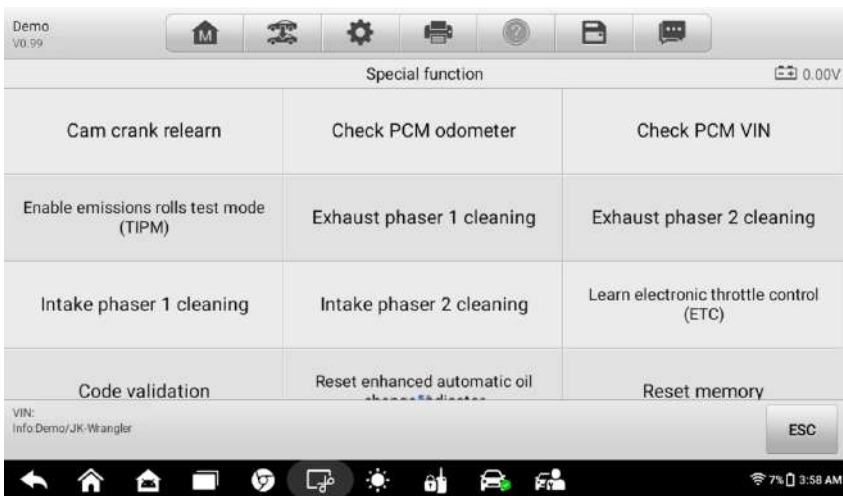 Demo
V0.99
M
Special function
0.00V
Cam crank relearn
Check PCM odometer
Check PCM VIN
Enable emissions rolls test mode
(TIPM)
Exhaust phaser 1 cleaning
Exhaust phaser 2 cleaning
Intake phaser 1 cleaning
Intake phaser 2 cleaning
Learn electronic throttle control
(ETC)
Code validation
Reset enhanced automatic oil
Reset memory
VIN:
Info:Demo/JK-Wrangler
ESC
7% 3:58 AM